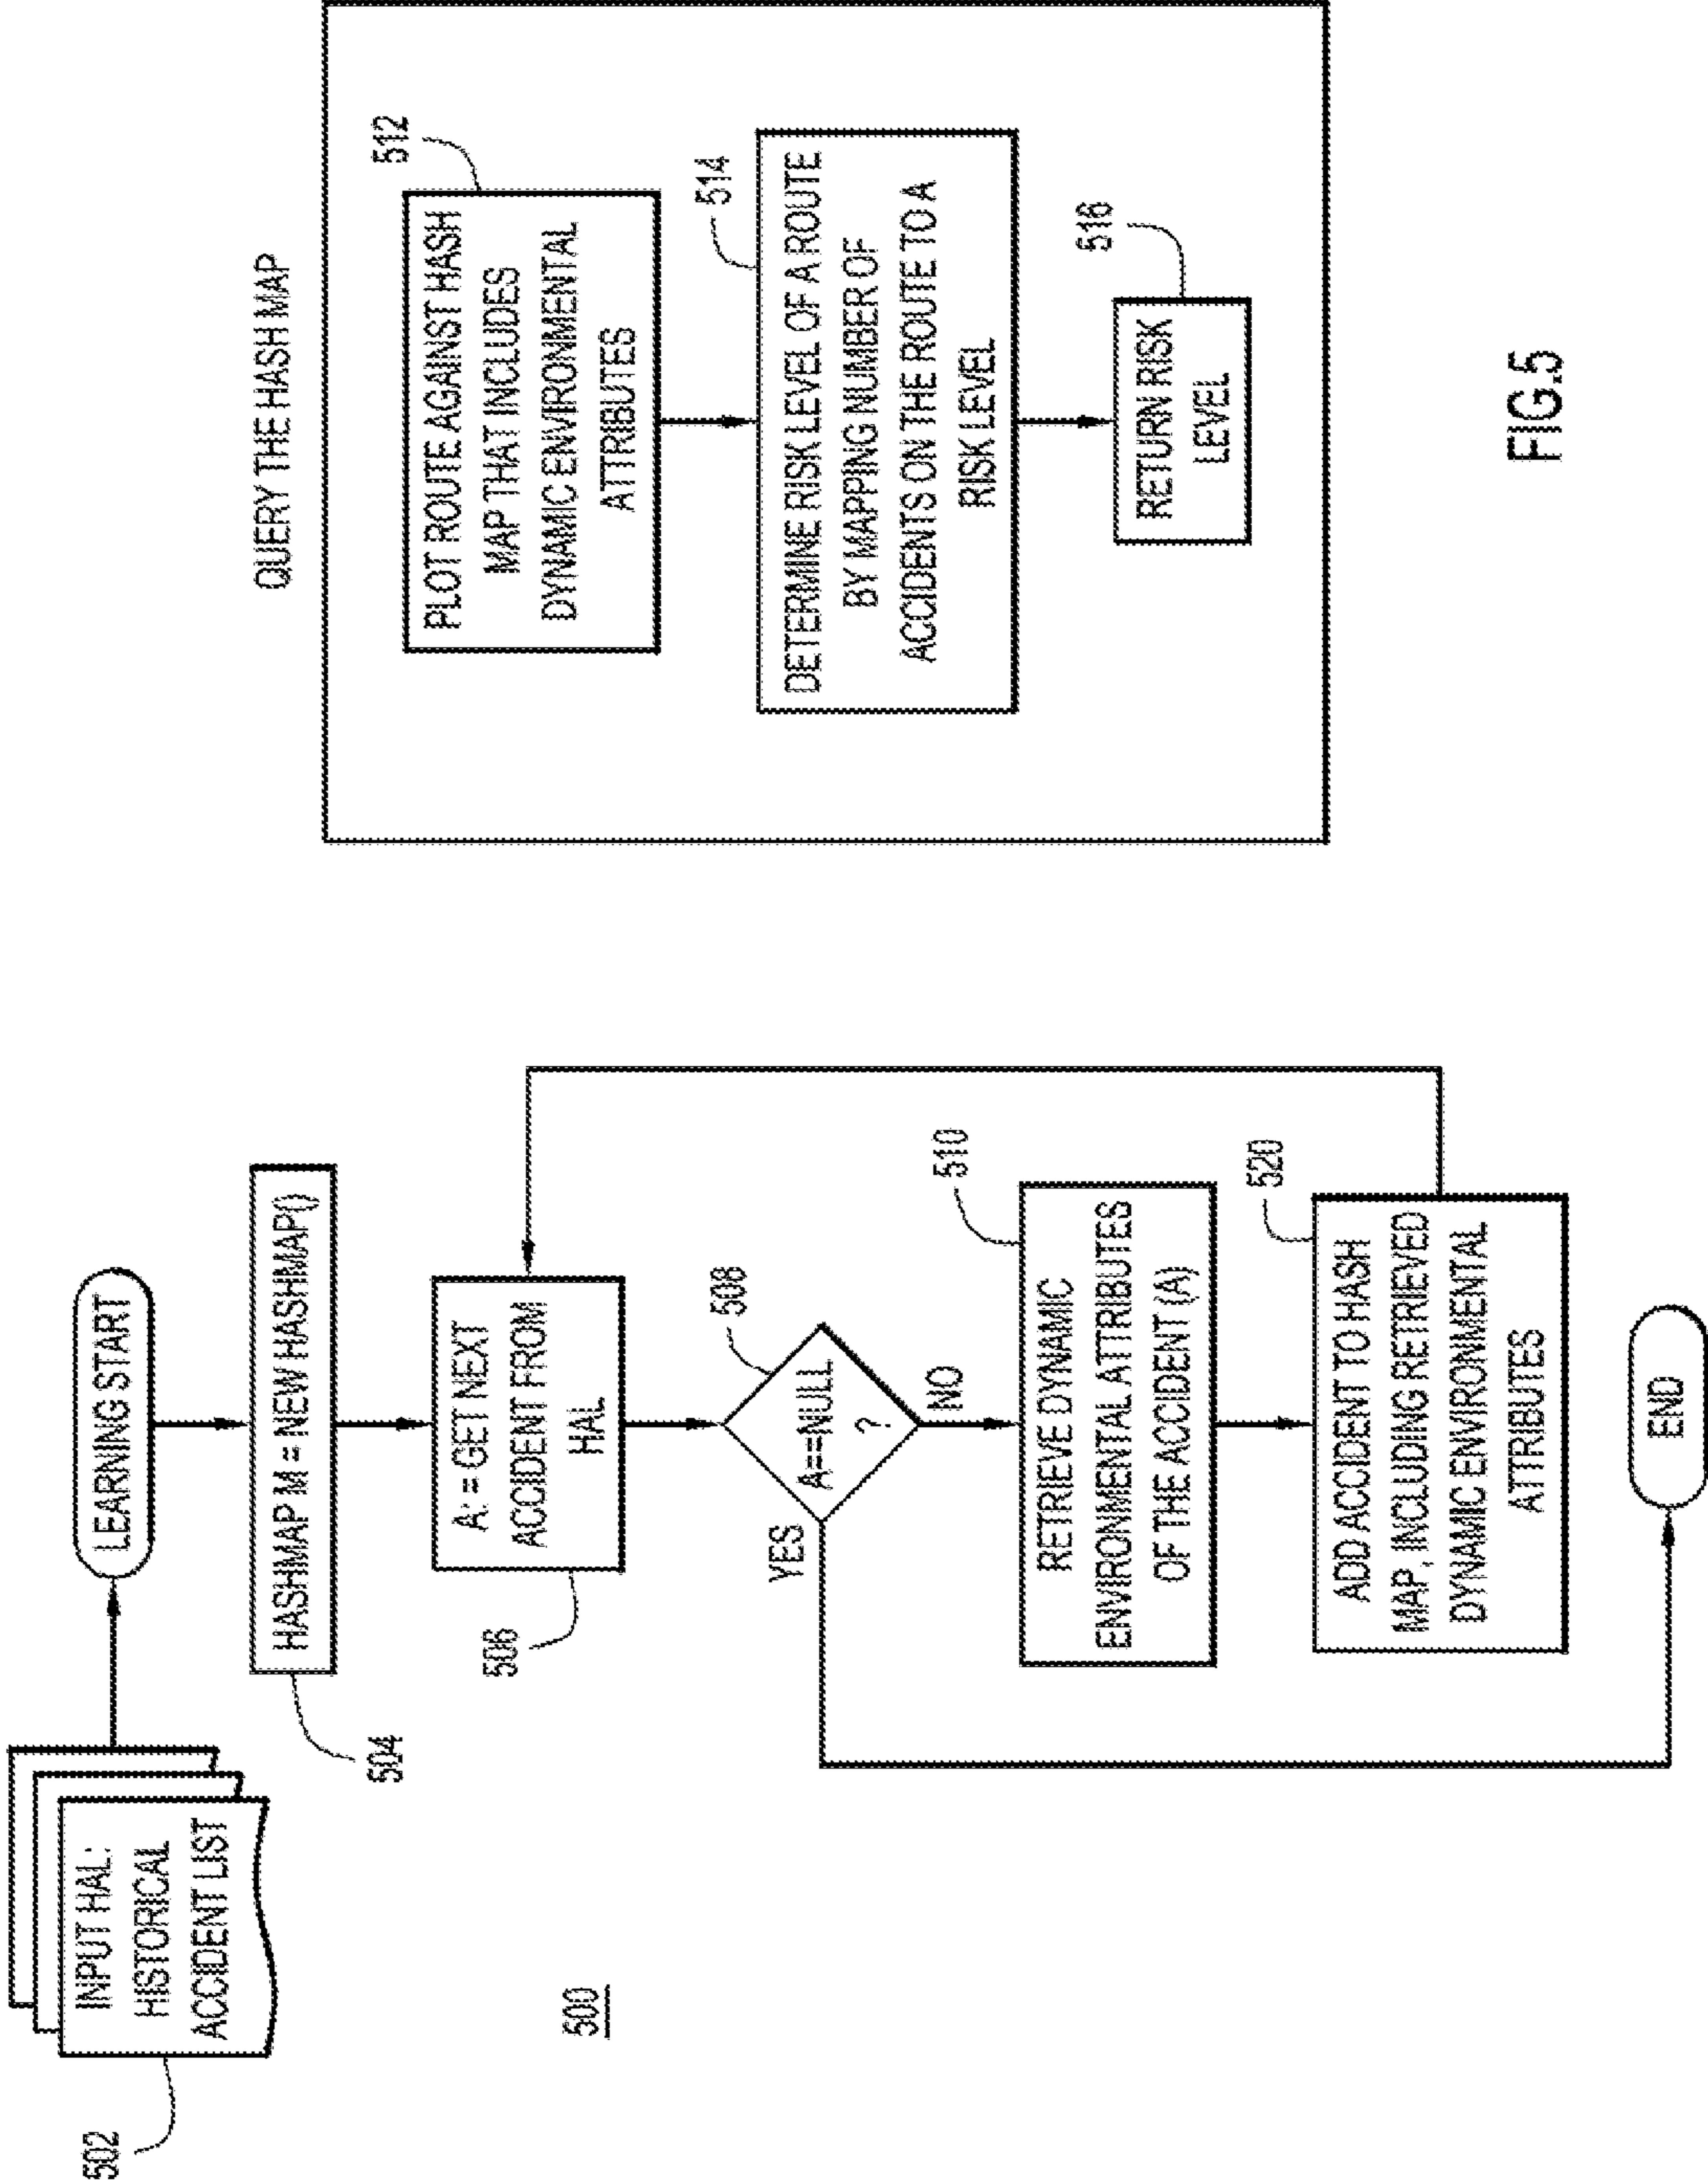 502
INPUT HAL:
HISTORICAL
ACCIDENT LIST
LEARNING START
504
HASHMAP M = NEW HASHMAP()
506
A: = GET NEXT
ACCIDENT FROM
HAL
508
A==NULL
?
YES
NO
510
RETRIEVE DYNAMIC
ENVIRONMENTAL ATTRIBUTES
OF THE ACCIDENT (A)
520
ADD ACCIDENT TO HASH
MAP, INCLUDING RETRIEVED
DYNAMIC ENVIRONMENTAL
ATTRIBUTES
END
500
QUERY THE HASH MAP
512
PLOT ROUTE AGAINST HASH
MAP THAT INCLUDES
DYNAMIC ENVIRONMENTAL
ATTRIBUTES
514
DETERMINE RISK LEVEL OF A ROUTE
BY MAPPING NUMBER OF
ACCIDENTS ON THE ROUTE TO A
RISK LEVEL
516
RETURN RISK
LEVEL
FIG.5